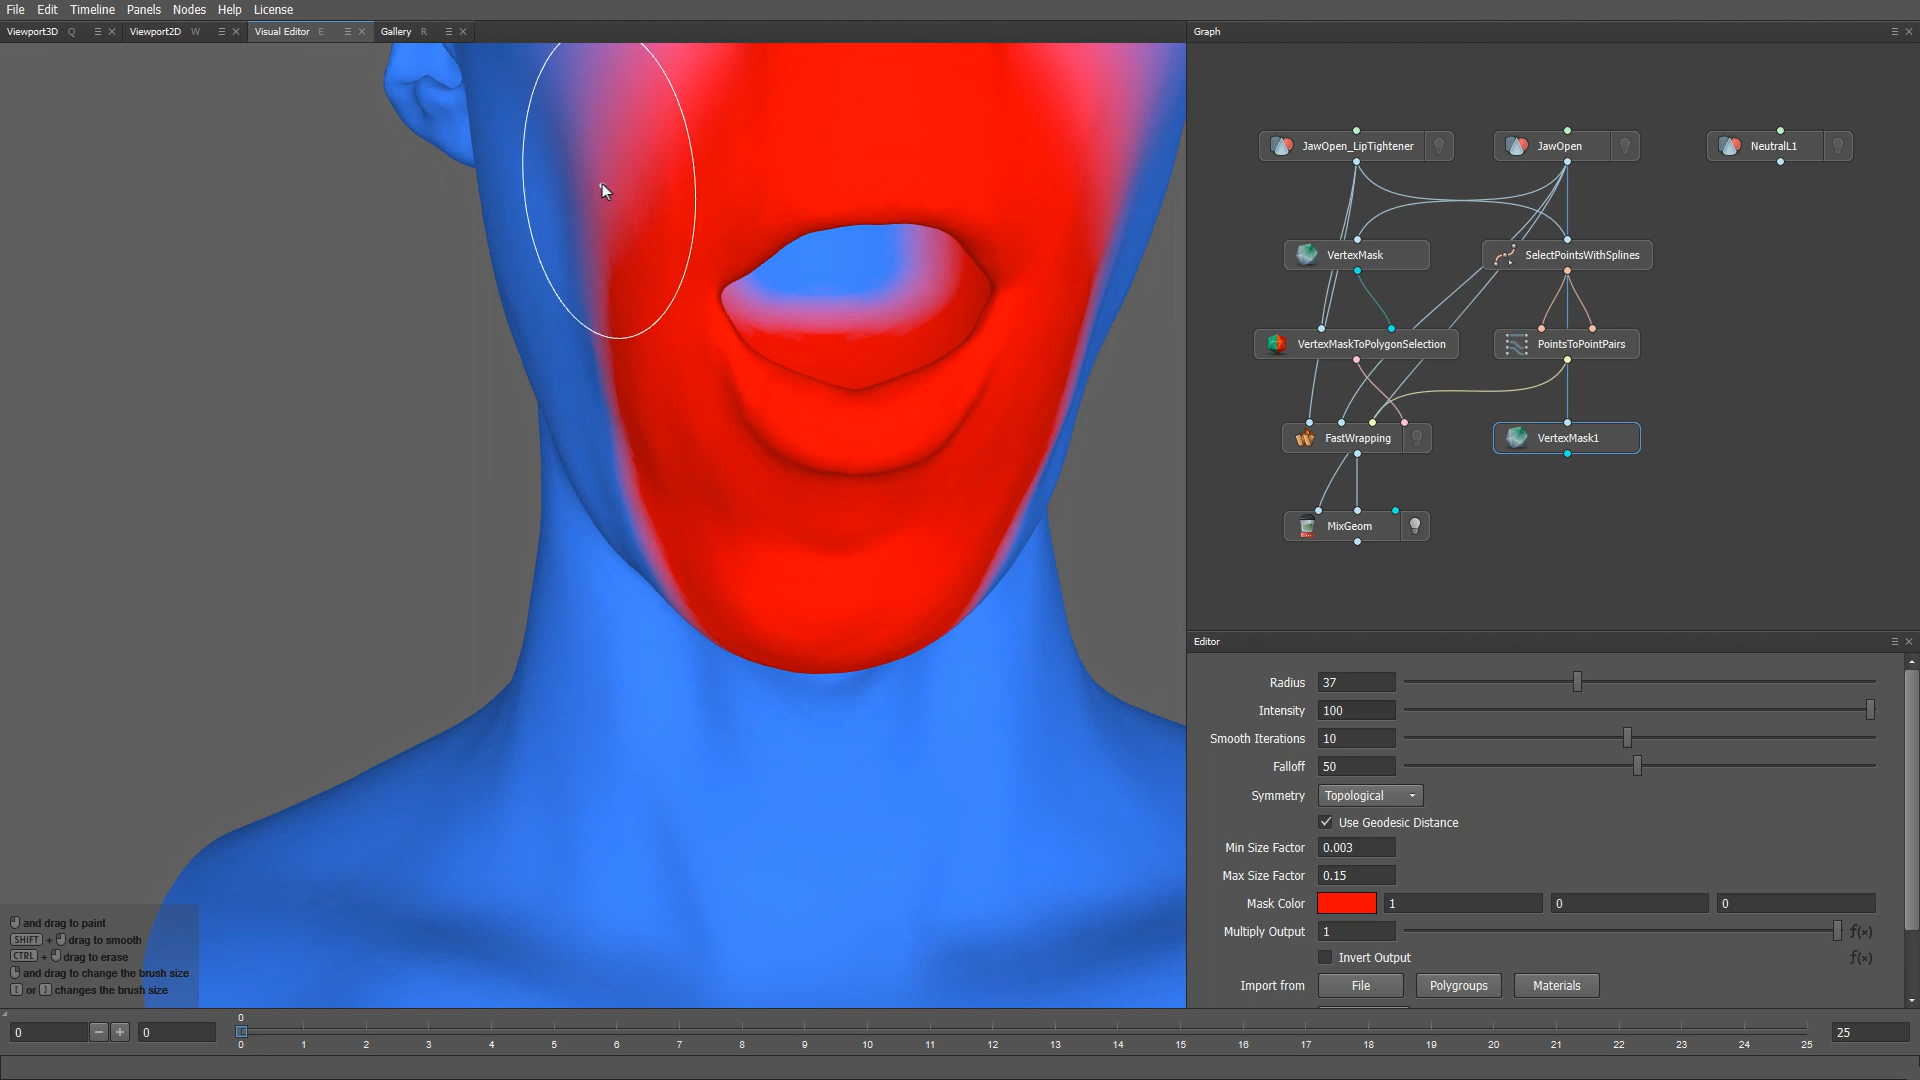 File Edit Timeline Panels Nodes Help License
Viewport3D Q Viewport2D W Visual Editor E Gallery R
Graph
JawOpen_LipTightener JawOpen NeutralL1
VertexMask SelectPointsWithSplines
VertexMaskToPolygonSelection PointsToPointPairs
FastWrapping VertexMask1
MixGeom
Editor
Radius 37
Intensity 100
Smooth Iterations 10
Falloff 50
Symmetry Topological
Use Geodesic Distance
Min Size Factor 0.003
Max Size Factor 0.15
Mask Color 1 0 0
Multiply Output 1 f(x)
Invert Output f(x)
Import from File Polygroups Materials
and drag to paint
SHIFT + drag to smooth
CTRL + drag to erase
and drag to change the brush size
[ or ] changes the brush size
0
0 − + 0 25
0 1 2 3 4 5 6 7 8 9 10 11 12 13 14 15 16 17 18 19 20 21 22 23 24 25